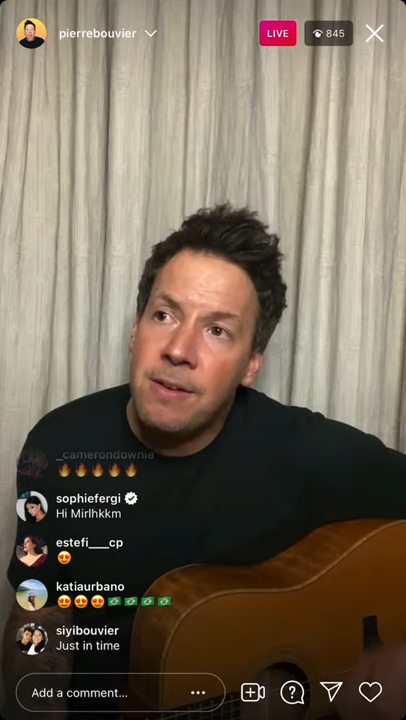 pierrebouvier
LIVE
845
_camerondownie
🔥🔥🔥🔥🔥
sophiefergi
Hi Mirlhkkm
estefi___cp
😍
katiaurbano
😍😍😍🇧🇷🇧🇷🇧🇷🇧🇷
siyibouvier
Just in time
Add a comment...